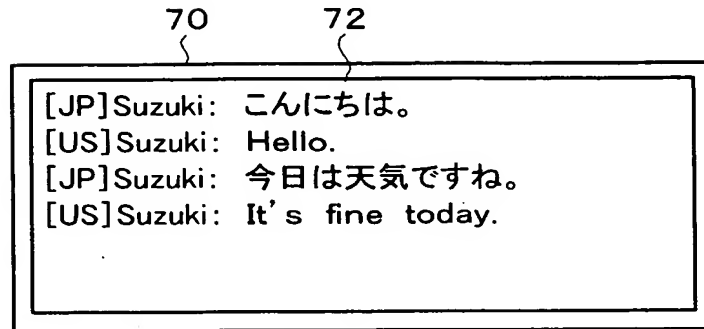 70 72
[JP]Suzuki: こんにちは。
[US]Suzuki: Hello.
[JP]Suzuki: 今日は天気ですね。
[US]Suzuki: It's fine today.